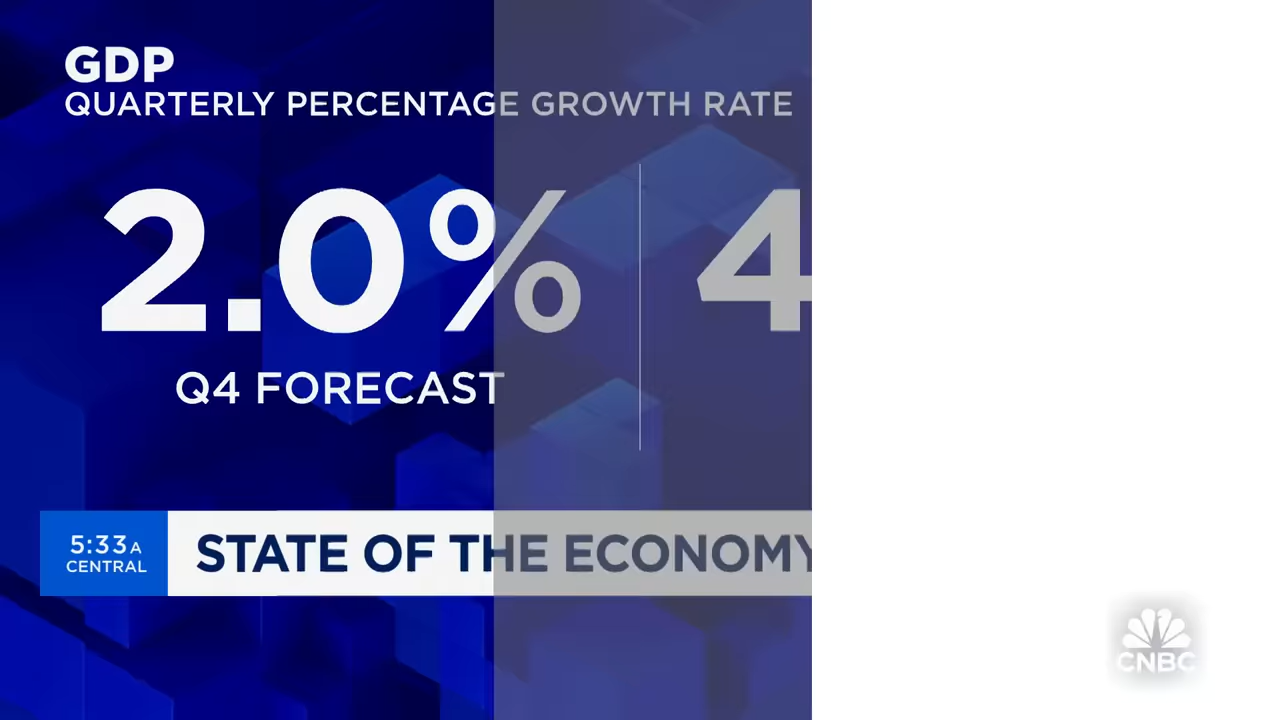 GDP
QUARTERLY PERCENTAGE GROWTH RATE
2.0% 4
Q4 FORECAST
5:33A
CENTRAL
STATE OF THE ECONOMY
CNBC